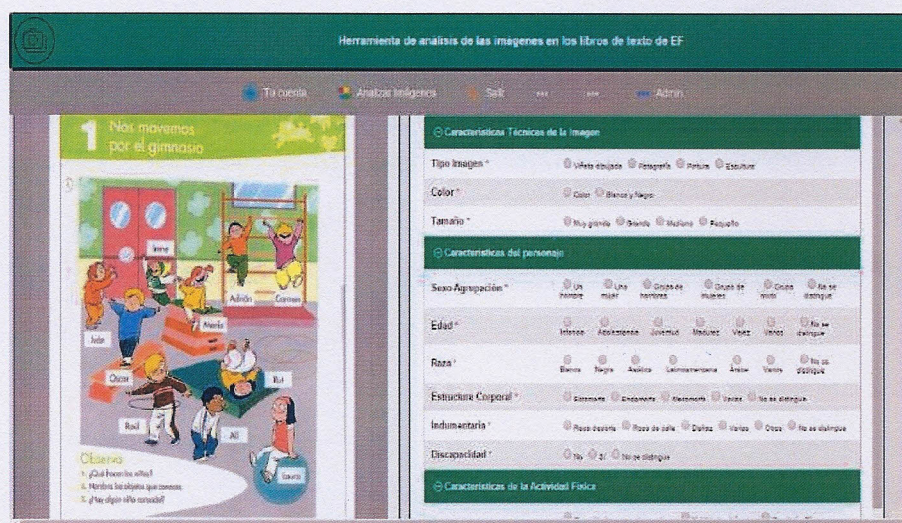 Herramienta de análisis de las imágenes en los libros de texto de EF
Tu cuenta Analizar Imágenes Salir *** *** *** Admin
1 Nos movemos
por el gimnasio
Irene
Adrián Carmen
María
Iván
Óscar
Rut
Raúl
Alí
Laura
Observo
1. ¿Qué hacen los niños?
2. Nombra los objetos que conoces.
3. ¿Hay algún niño cansado?
Características Técnicas de la Imagen
Tipo Imagen * Viñeta dibujada Fotografía Pintura Escultura
Color * Color Blanco y Negro
Tamaño * Muy grande Grande Mediano Pequeño
Características del personaje
Sexo Agrupación * Un hombre Una mujer Grupo de hombres Grupo de mujeres Grupo mixto No se distingue
Edad * Infancia Adolescencia Juventud Madurez Vejez Varios No se distingue
Raza * Blanca Negra Asiática Latinoamericana Árabe Varios No se distingue
Estructura Corporal * Ectomorfo Endomorfo Mesomorfo Varios No se distingue
Indumentaria * Ropa deporte Ropa de calle Varios Otros No se distingue
Discapacidad * No Sí No se distingue
Características de la Actividad Física